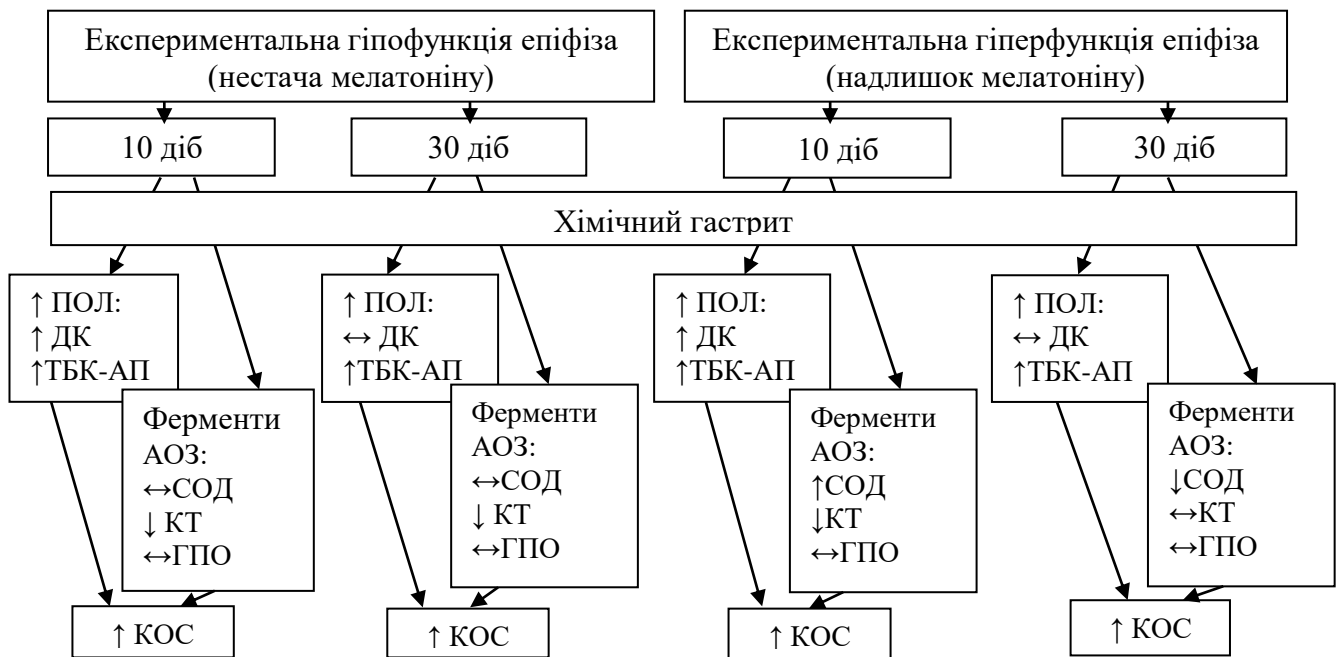 Експериментальна гіпофункція епіфіза
(нестача мелатоніну)
Експериментальна гіперфункція епіфіза
(надлишок мелатоніну)
10 діб
30 діб
10 діб
30 діб
Хімічний гастрит
↑ ПОЛ:
↑ ДК
↑ТБК-АП
Ферменти
АОЗ:
↔СОД
↓ КТ
↔ГПО
↑ КОС
↑ ПОЛ:
↔ ДК
↑ТБК-АП
Ферменти
АОЗ:
↔СОД
↓ КТ
↔ГПО
↑ КОС
↑ ПОЛ:
↑ ДК
↑ТБК-АП
Ферменти
АОЗ:
↑СОД
↓КТ
↔ГПО
↑ КОС
↑ ПОЛ:
↔ ДК
↑ТБК-АП
Ферменти
АОЗ:
↓СОД
↔КТ
↔ГПО
↑ КОС